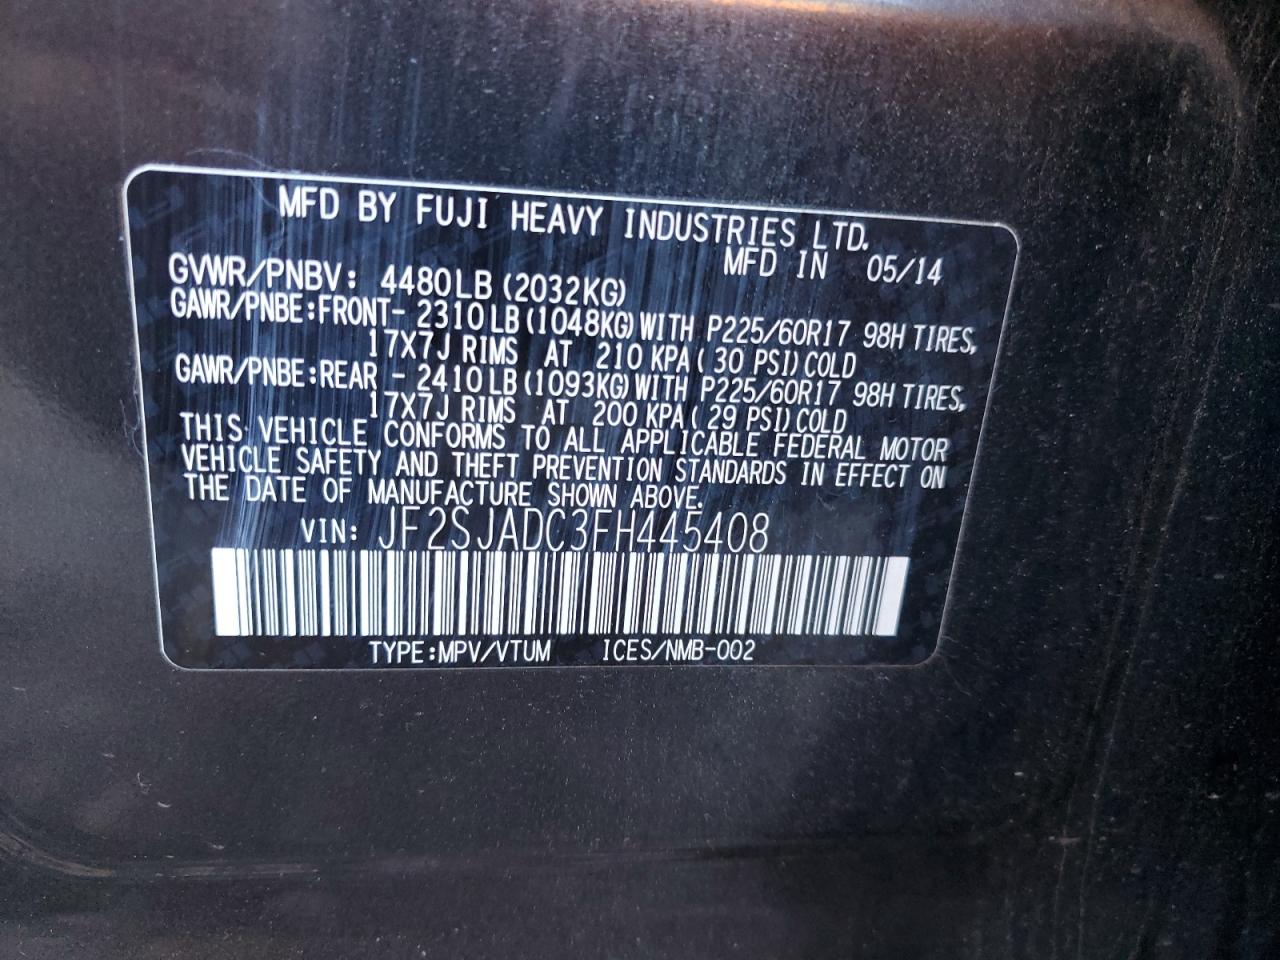 MFD BY FUJI HEAVY INDUSTRIES LTD.
MFD IN 05/14
GVWR/PNBV: 4480LB (2032KG)
GAWR/PNBE:FRONT- 2310LB (1048KG) WITH P225/60R17 98H TIRES,
17X7J RIMS AT 210 KPA (30 PSI) COLD
GAWR/PNBE:REAR - 2410LB (1093KG) WITH P225/60R17 98H TIRES,
17X7J RIMS AT 200 KPA (29 PSI) COLD
THIS VEHICLE CONFORMS TO ALL APPLICABLE FEDERAL MOTOR
VEHICLE SAFETY AND THEFT PREVENTION STANDARDS IN EFFECT ON
THE DATE OF MANUFACTURE SHOWN ABOVE.
VIN: JF2SJADC3FH445408
TYPE:MPV/VTUM ICES/NMB-002